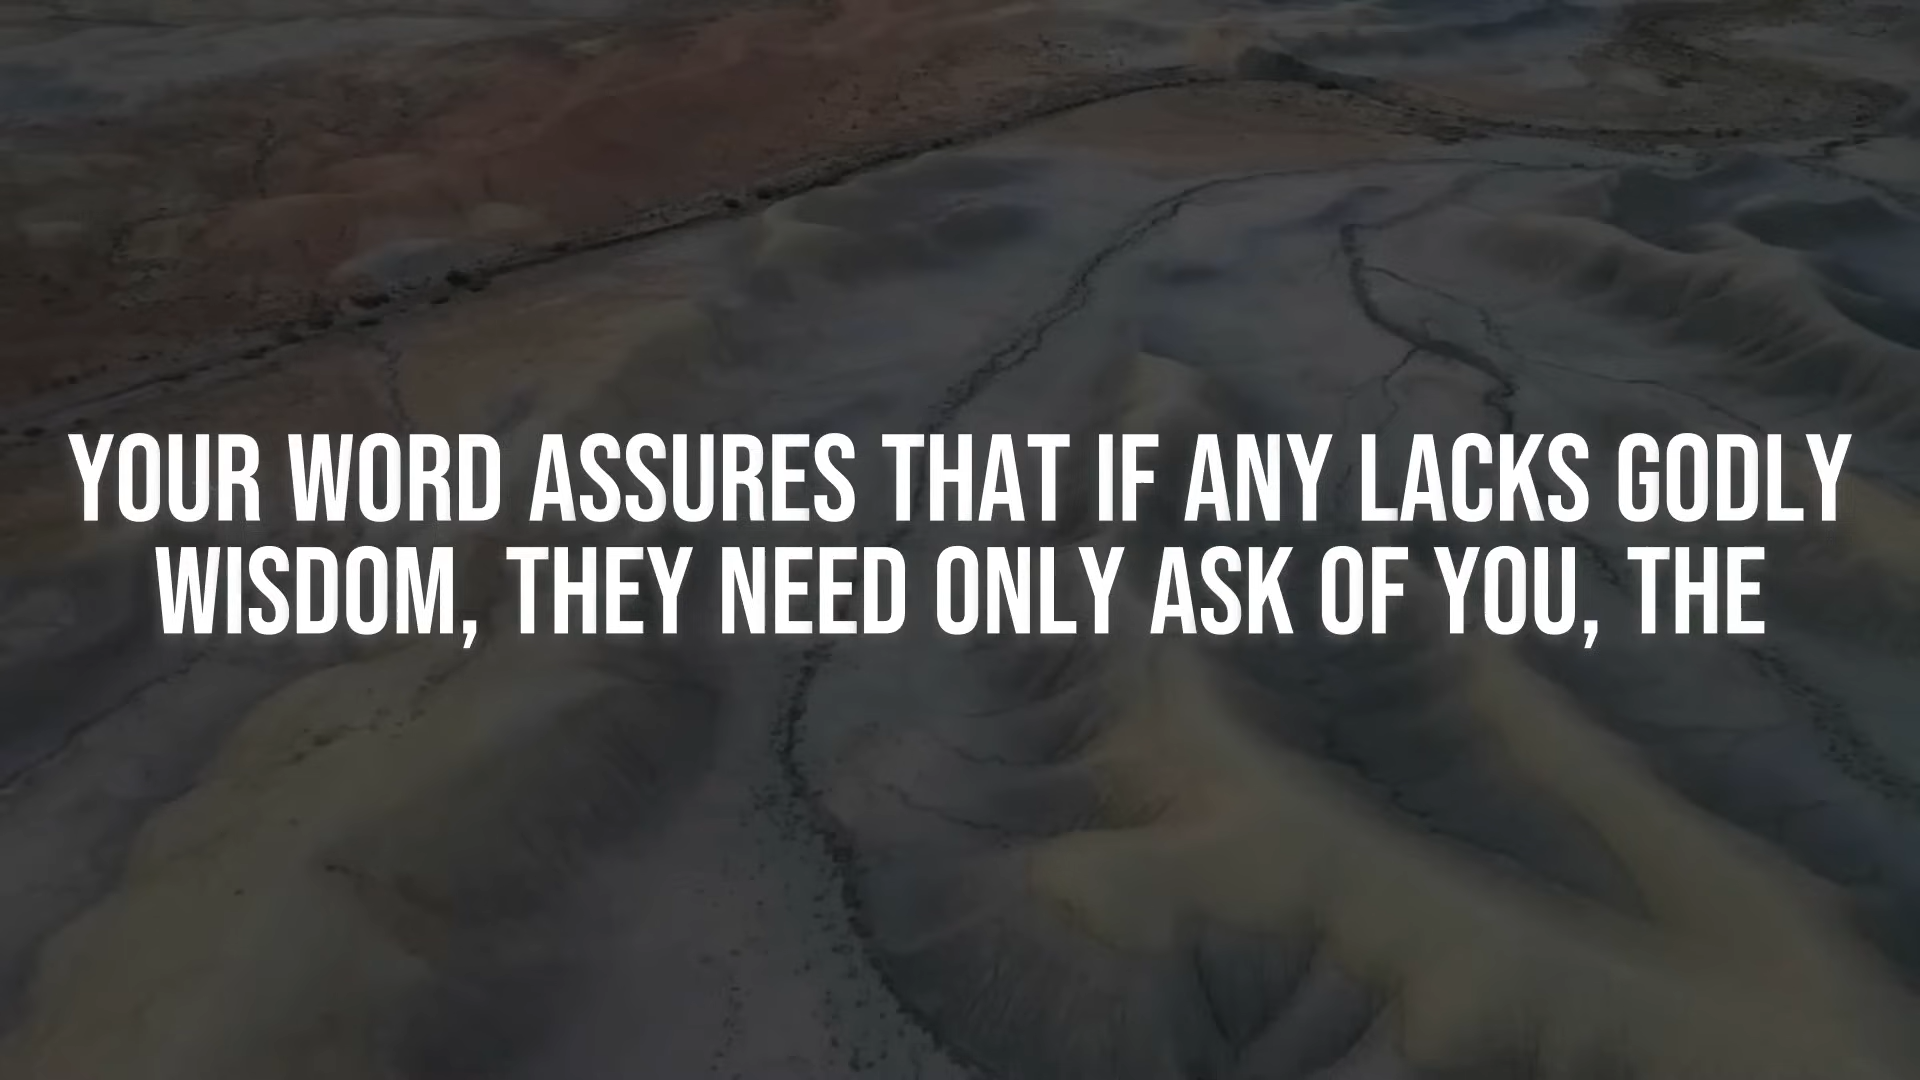 YOUR WORD ASSURES THAT IF ANY LACKS GODLY
WISDOM, THEY NEED ONLY ASK OF YOU, THE